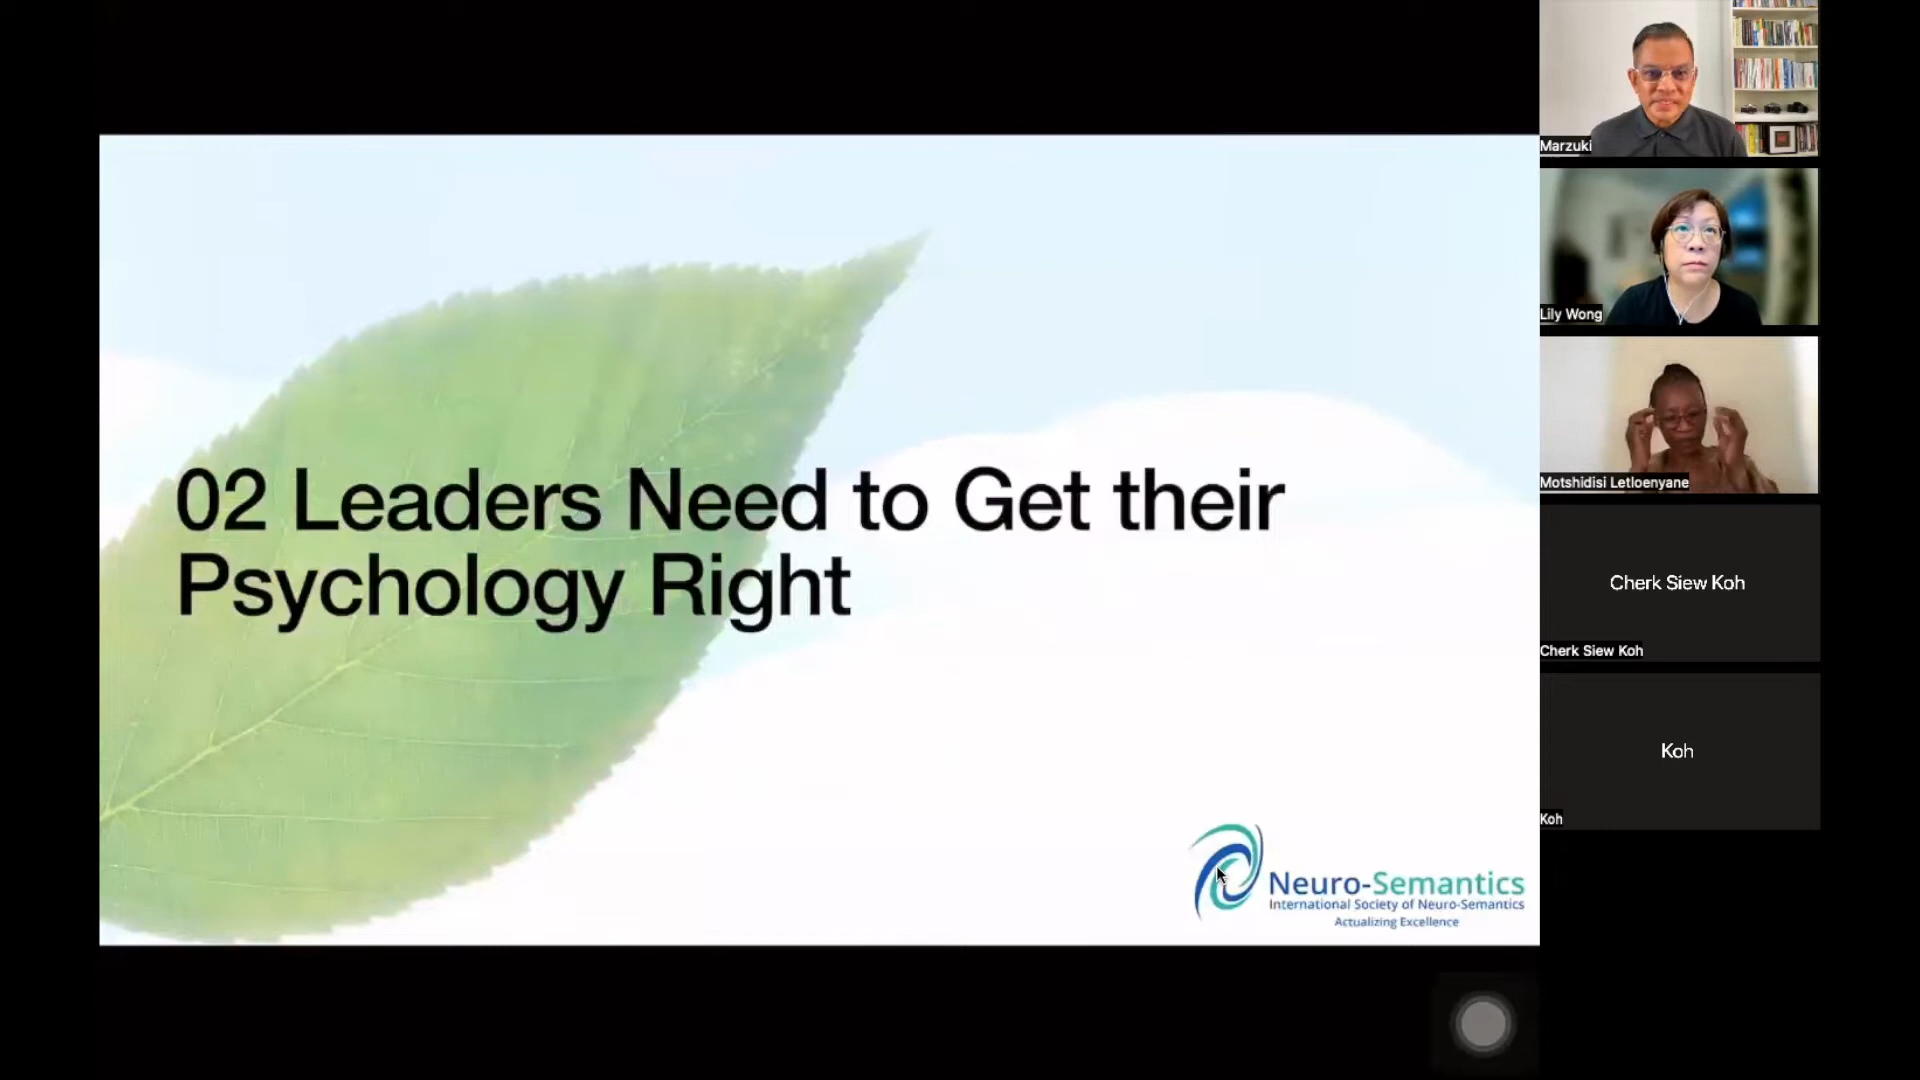 02 Leaders Need to Get their
Psychology Right
Neuro-Semantics
International Society of Neuro-Semantics
Actualizing Excellence
Marzuki
Lily Wong
Motshidisi Letloenyane
Cherk Siew Koh
Cherk Siew Koh
Koh
Koh